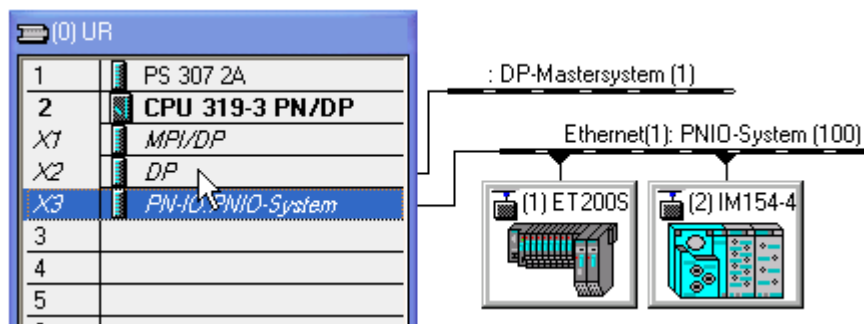 (0) UR
1 PS 307 2A
2 CPU 319-3 PN/DP
X1 MPI/DP
X2 DP
X3 PN-IO:PNIO-System
3
4
5
: DP-Mastersystem (1)
Ethernet(1): PNIO-System (100)
(1) ET200S
(2) IM154-4